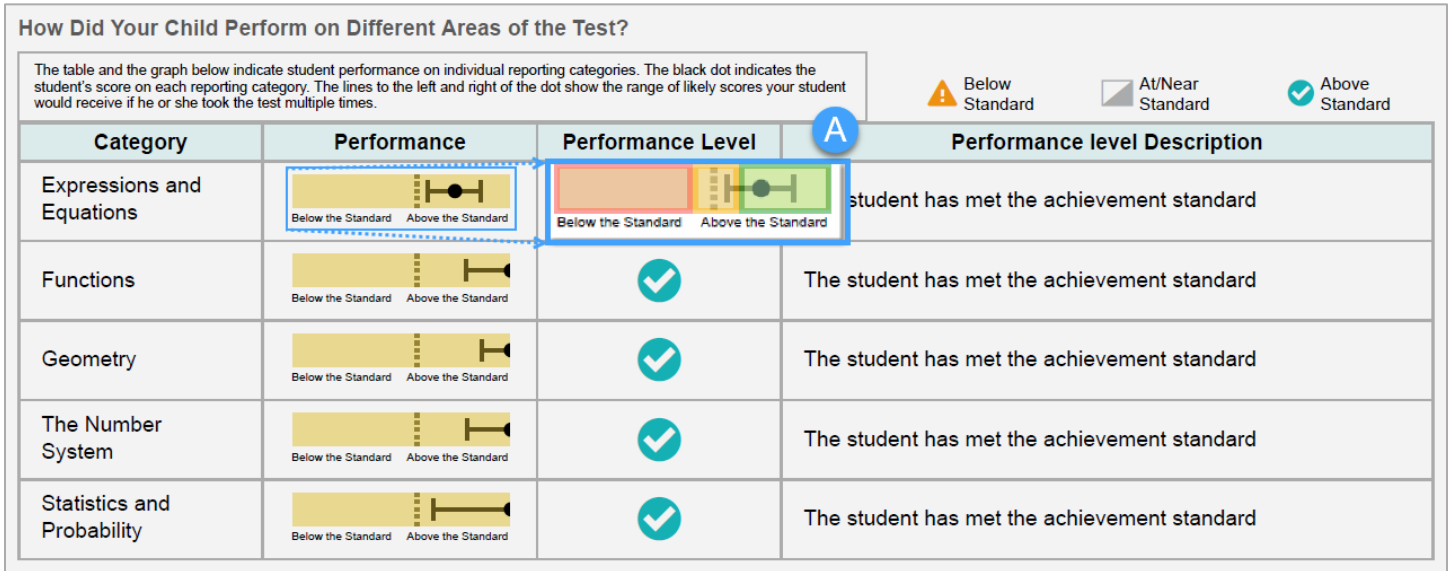 How Did Your Child Perform on Different Areas of the Test?
The table and the graph below indicate student performance on individual reporting categories. The black dot indicates the
student's score on each reporting category. The lines to the left and right of the dot show the range of likely scores your student
would receive if he or she took the test multiple times.
Below
Standard
At/Near
Standard
Above
Standard
Category
Performance
Performance Level
A
Performance level Description
Expressions and
Equations
Below the Standard Above the Standard
Below the Standard Above the Standard
student has met the achievement standard
Functions
Below the Standard Above the Standard
The student has met the achievement standard
Geometry
Below the Standard Above the Standard
The student has met the achievement standard
The Number
System
Below the Standard Above the Standard
The student has met the achievement standard
Statistics and
Probability
Below the Standard Above the Standard
The student has met the achievement standard